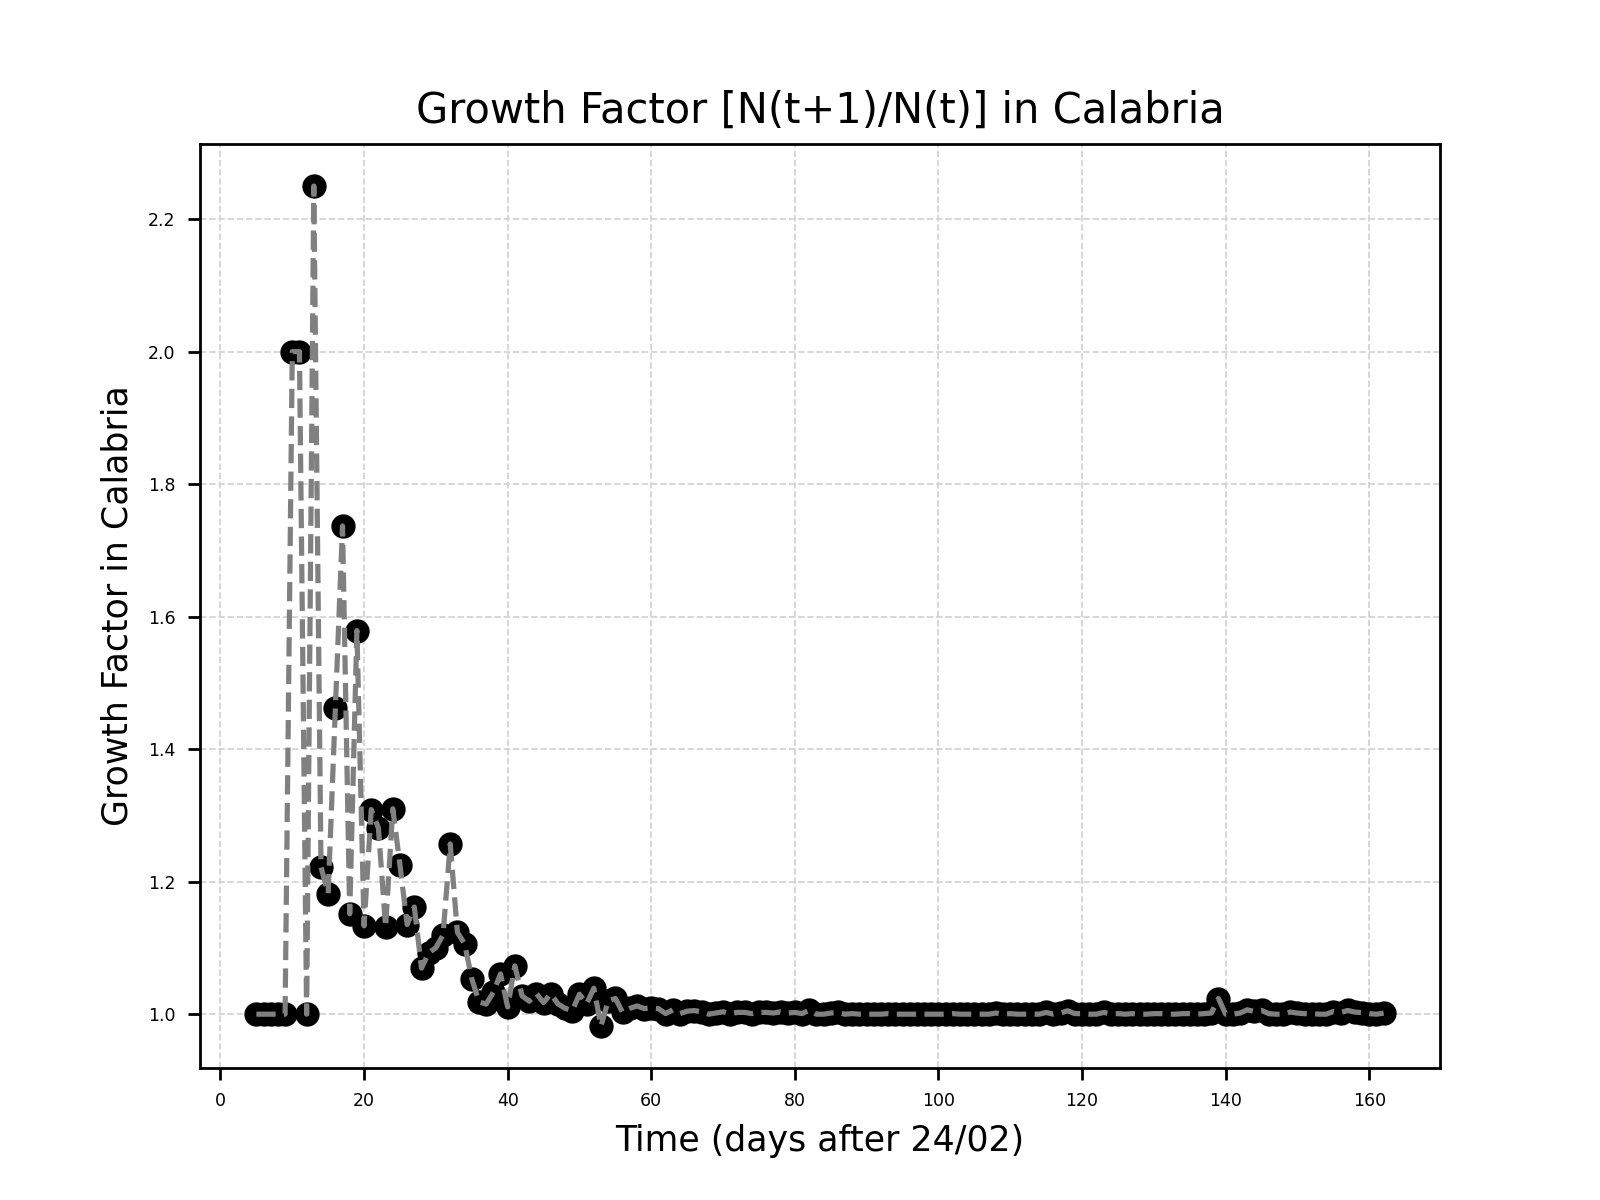 Growth Factor [N(t+1)/N(t)] in Calabria
Growth Factor in Calabria
2.2
2.0
1.8
1.6
1.4
1.2
1.0
0 20 40 60 80 100 120 140 160
Time (days after 24/02)